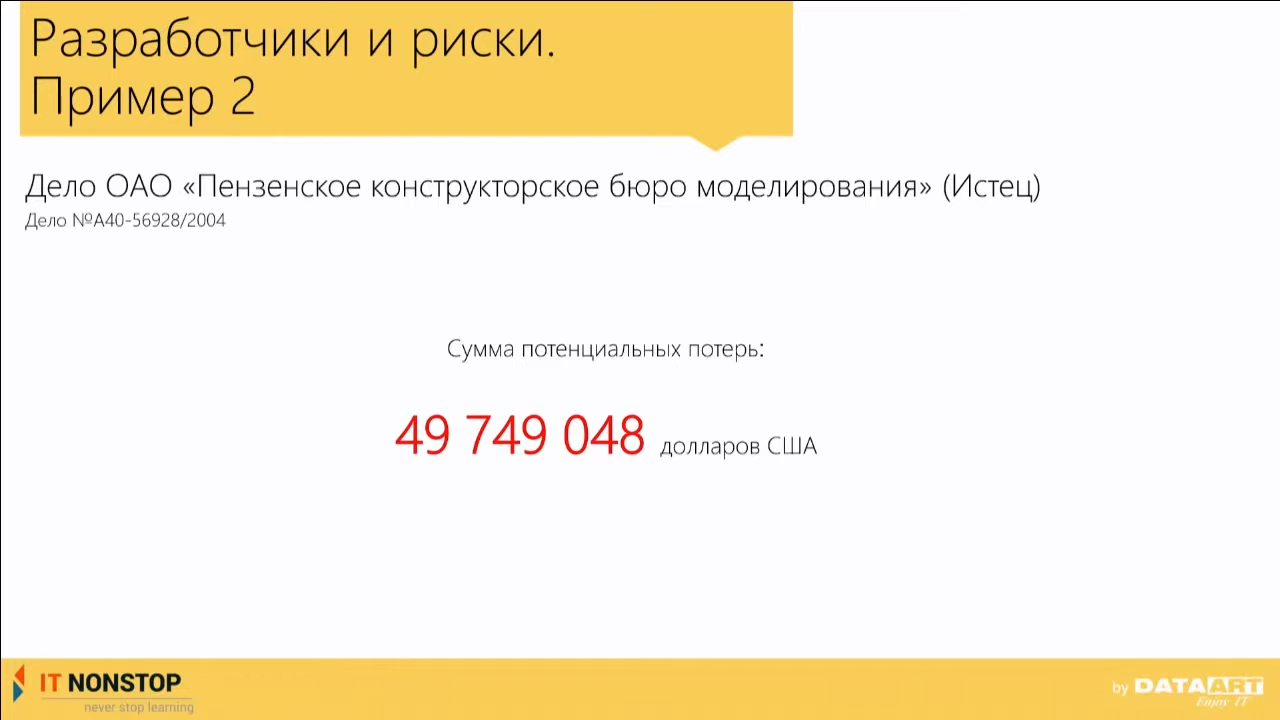 Разработчики и риски.
Пример 2
Дело ОАО «Пензенское конструкторское бюро моделирования» (Истец)
Дело №А40-56928/2004
Сумма потенциальных потерь:
49 749 048 долларов США
IT NONSTOP
never stop learning
by DATAART
Enjoy IT